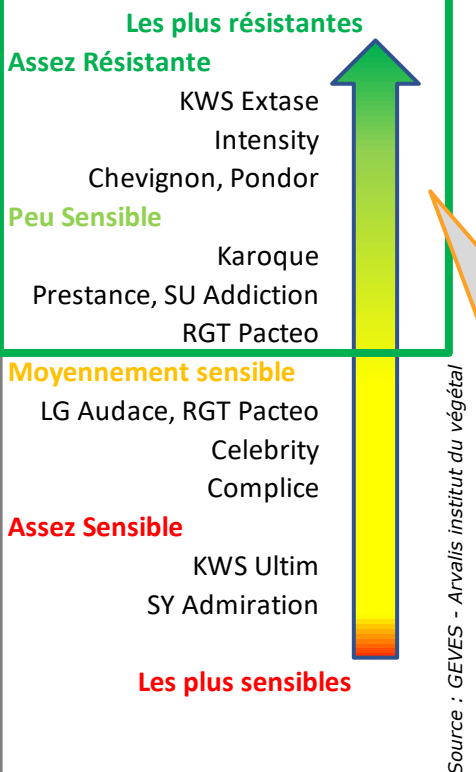 Les plus résistantes
Assez Résistante
KWS Extase
Intensity
Chevignon, Pondor
Peu Sensible
Karoque
Prestance, SU Addiction
RGT Pacteo
Moyennement sensible
LG Audace, RGT Pacteo
Celebrity
Complice
Assez Sensible
KWS Ultim
SY Admiration
Les plus sensibles
Source : GEVES - Arvalis institut du végétal